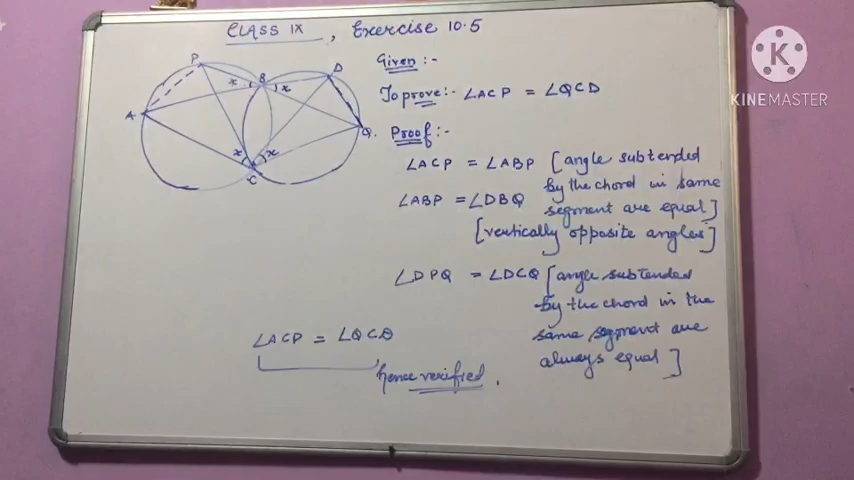 CLASS IX , Exercise 10.5
Given :-
To prove :- ∠ACP = ∠QCD
Proof :-
∠ACP = ∠ABP [angle subtended
by the chord in same
segment are equal]
∠ABP = ∠DBQ
[vertically opposite angles]
∠DPQ = ∠DCQ [angle subtended
by the chord in the
same segment are
always equal]
∠ACP = ∠QCD
hence verified.
P
B
D
A
Q.
C
x
x
x
x
K
KINEMASTER